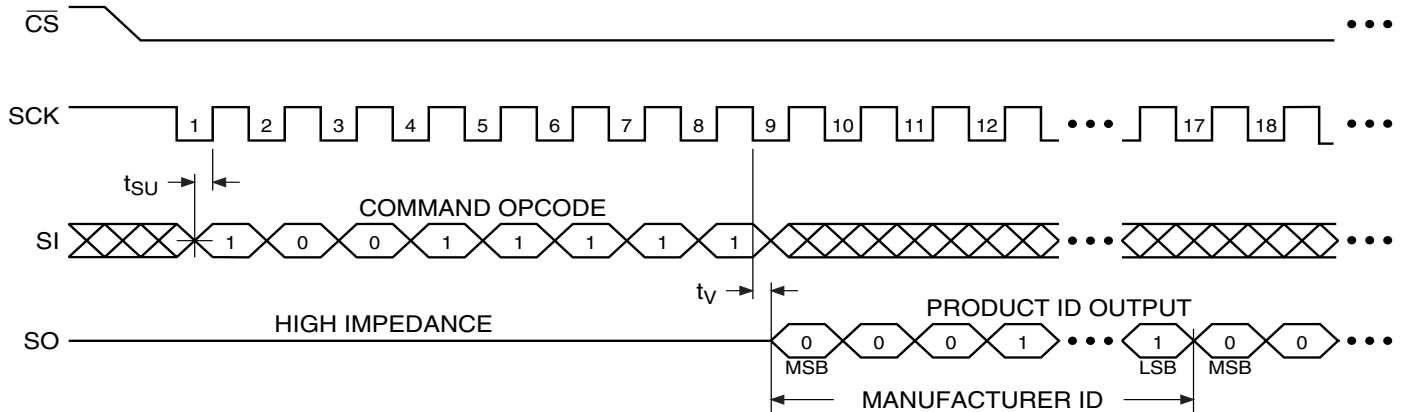 CS
SCK 1 2 3 4 5 6 7 8 9 10 11 12 17 18
tSU
COMMAND OPCODE
SI 1 0 0 1 1 1 1 1
tV
HIGH IMPEDANCE PRODUCT ID OUTPUT
SO 0 0 0 1 1 0 0
MSB LSB MSB
MANUFACTURER ID